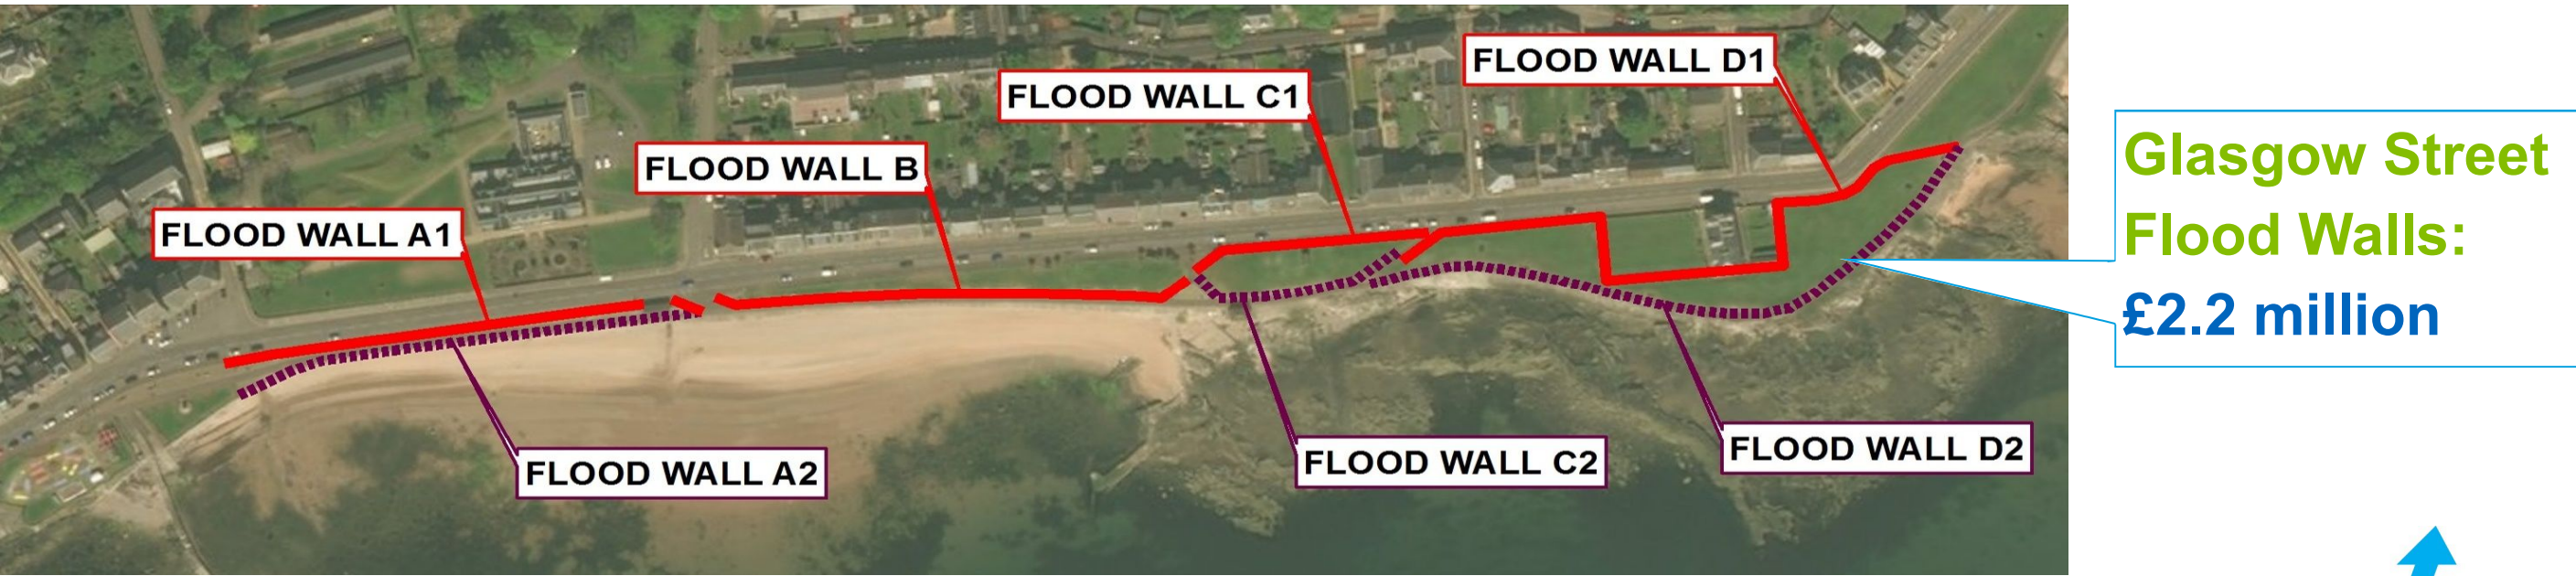 FLOOD WALL D1
FLOOD WALL C1
FLOOD WALL B
FLOOD WALL A1
FLOOD WALL A2
FLOOD WALL C2
FLOOD WALL D2
Glasgow Street
Flood Walls:
£2.2 million